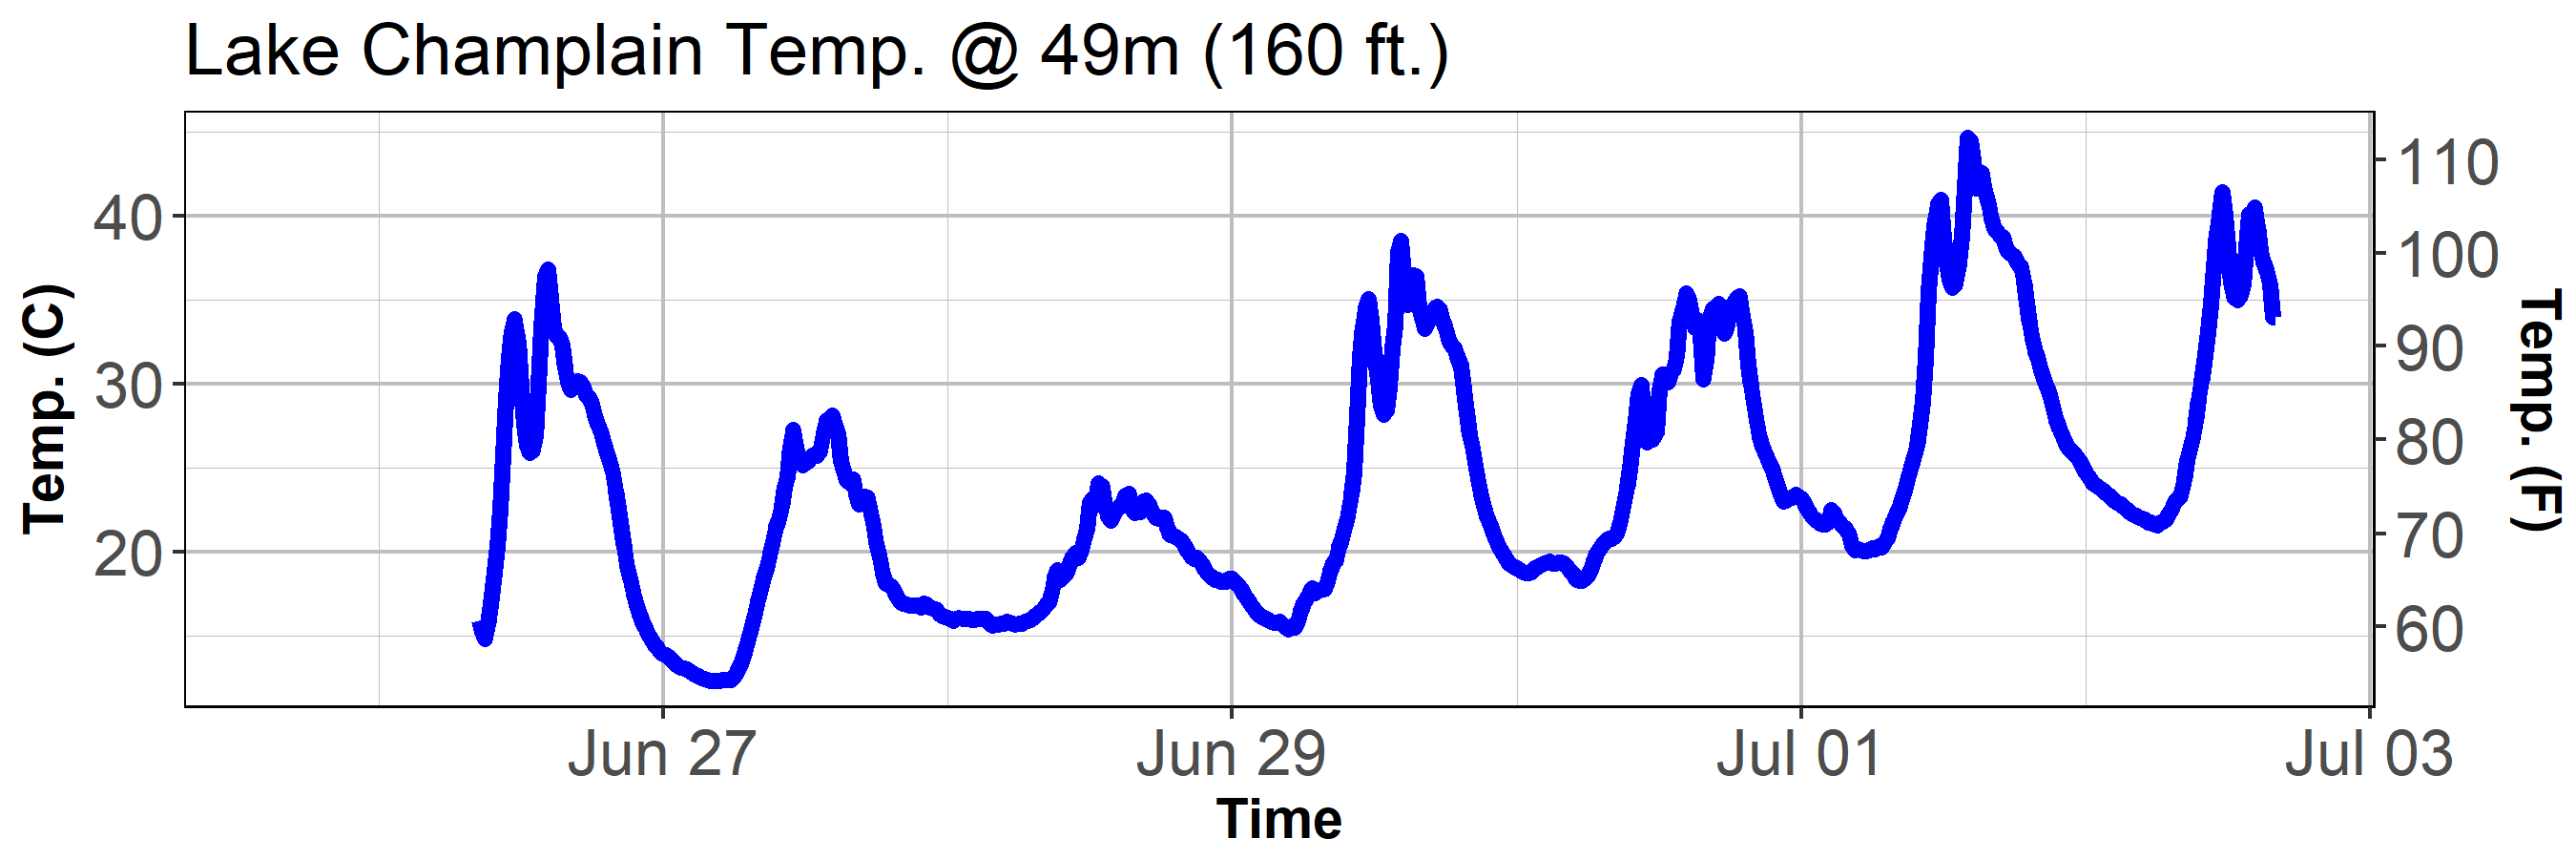 Lake Champlain Temp. @ 49m (160 ft.)
Temp. (C)
40
30
20
110
100
90
80
70
60
Temp. (F)
Jun 27
Jun 29
Jul 01
Jul 03
Time